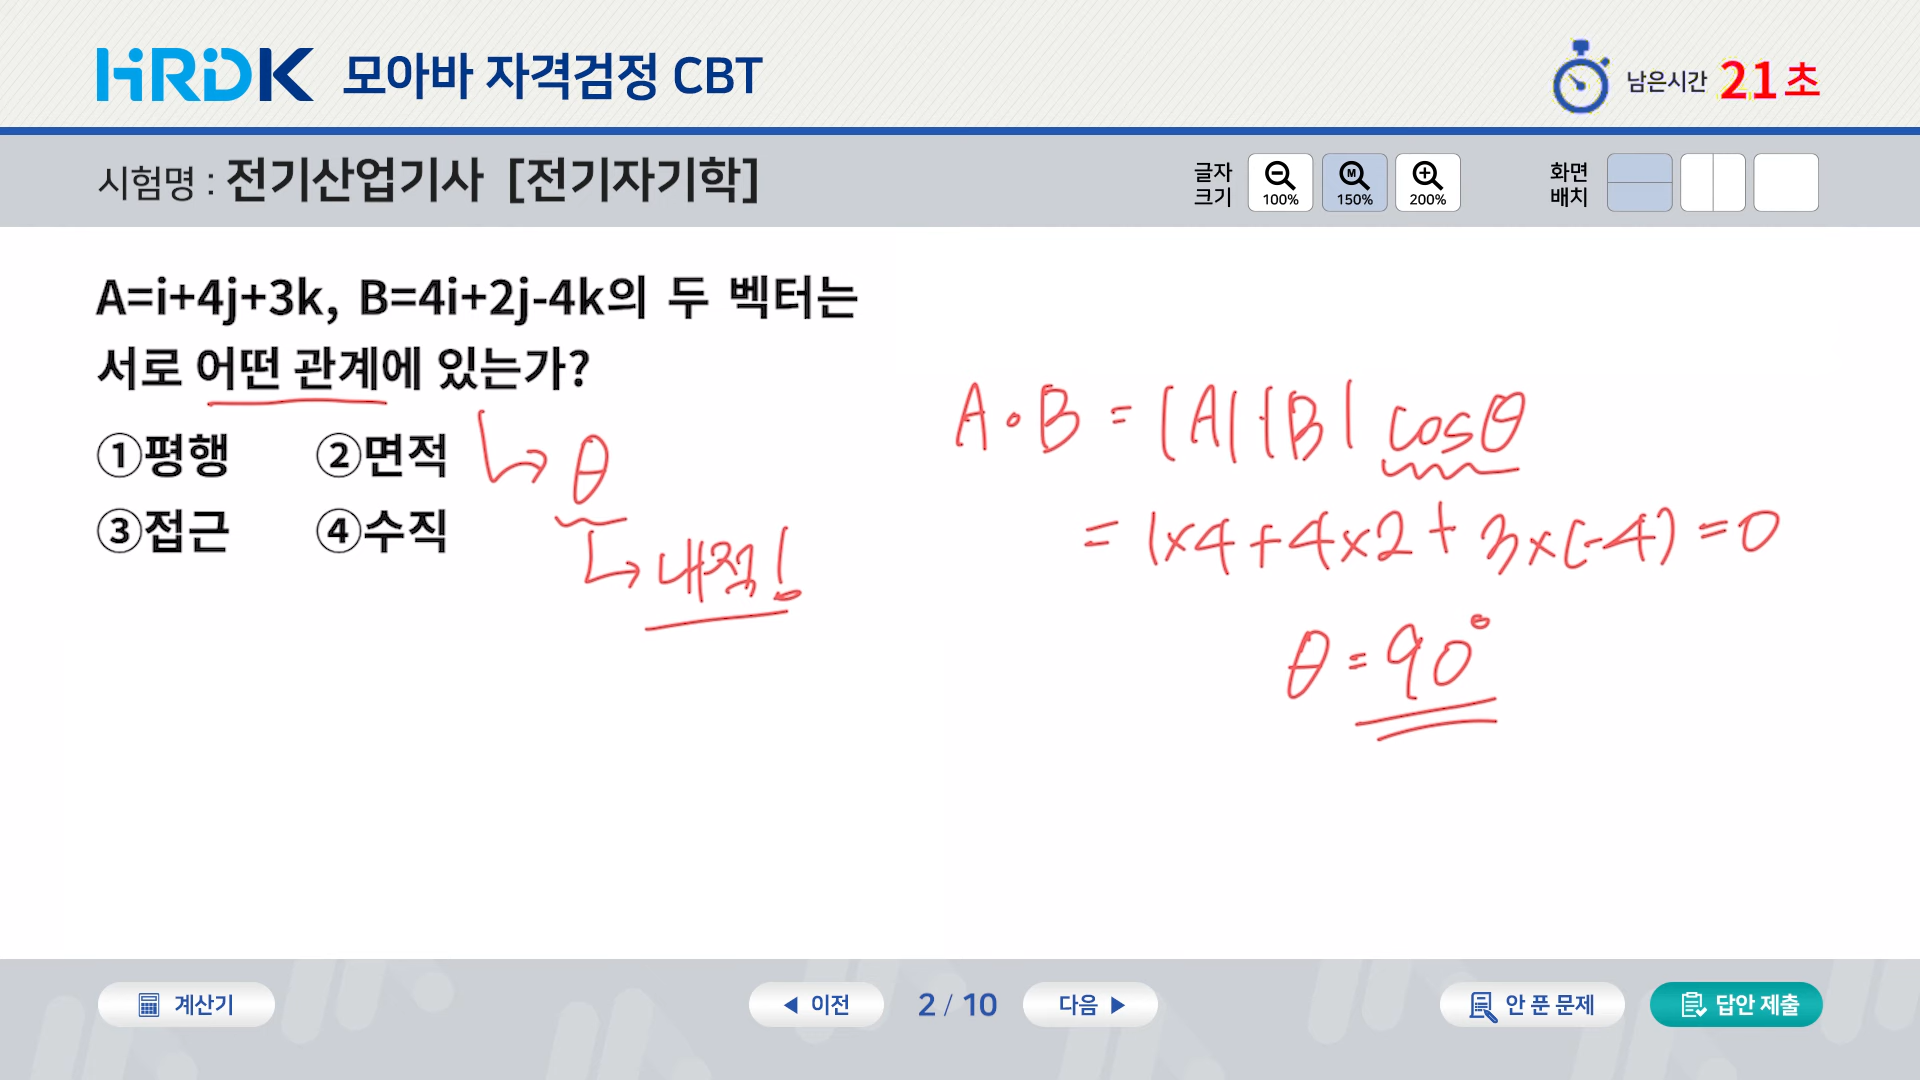 HRDK 모아바 자격검정 CBT
남은시간 21초
시험명 : 전기산업기사 [전기자기학]
글자 크기
100%
M 150%
200%
화면 배치
A=i+4j+3k, B=4i+2j-4k의 두 벡터는
서로 어떤 관계에 있는가?
①평행 ②면적
③접근 ④수직
θ
내적!
A・B = |A||B| cosθ
= 1×4+4×2+3×(-4)=0
θ=90°
계산기
◀ 이전 2 / 10 다음 ▶
안 푼 문제
답안 제출